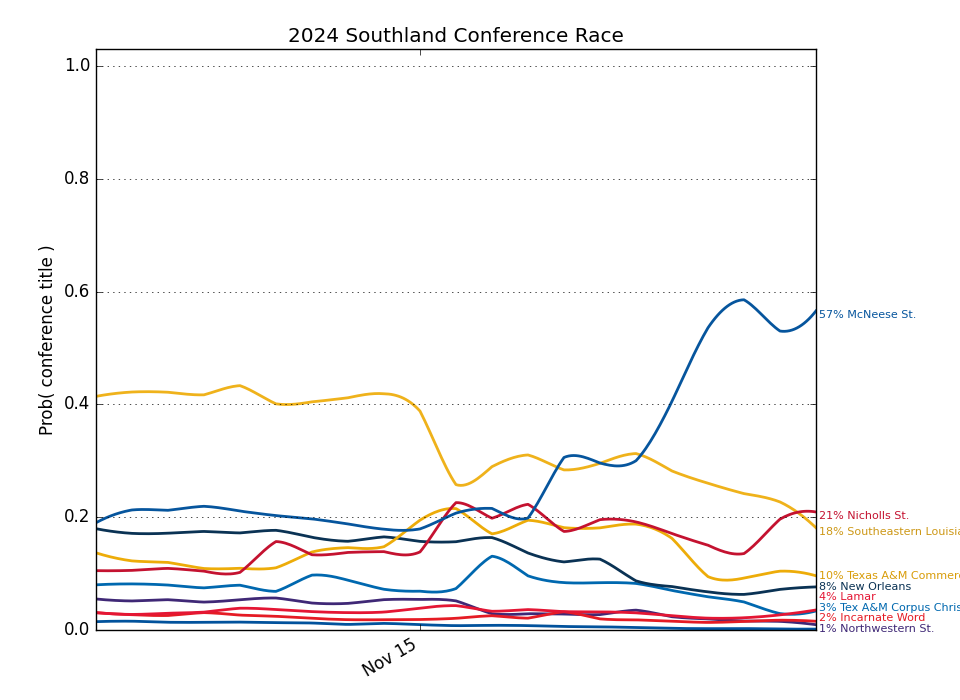 2024 Southland Conference Race
Prob( conference title )
1.0
0.8
0.6
0.4
0.2
0.0
Nov 15
57% McNeese St.
21% Nicholls St.
18% Southeastern Louisia
10% Texas A&M Commerc
8% New Orleans
4% Lamar
3% Tex A&M Corpus Chris
2% Incarnate Word
1% Northwestern St.